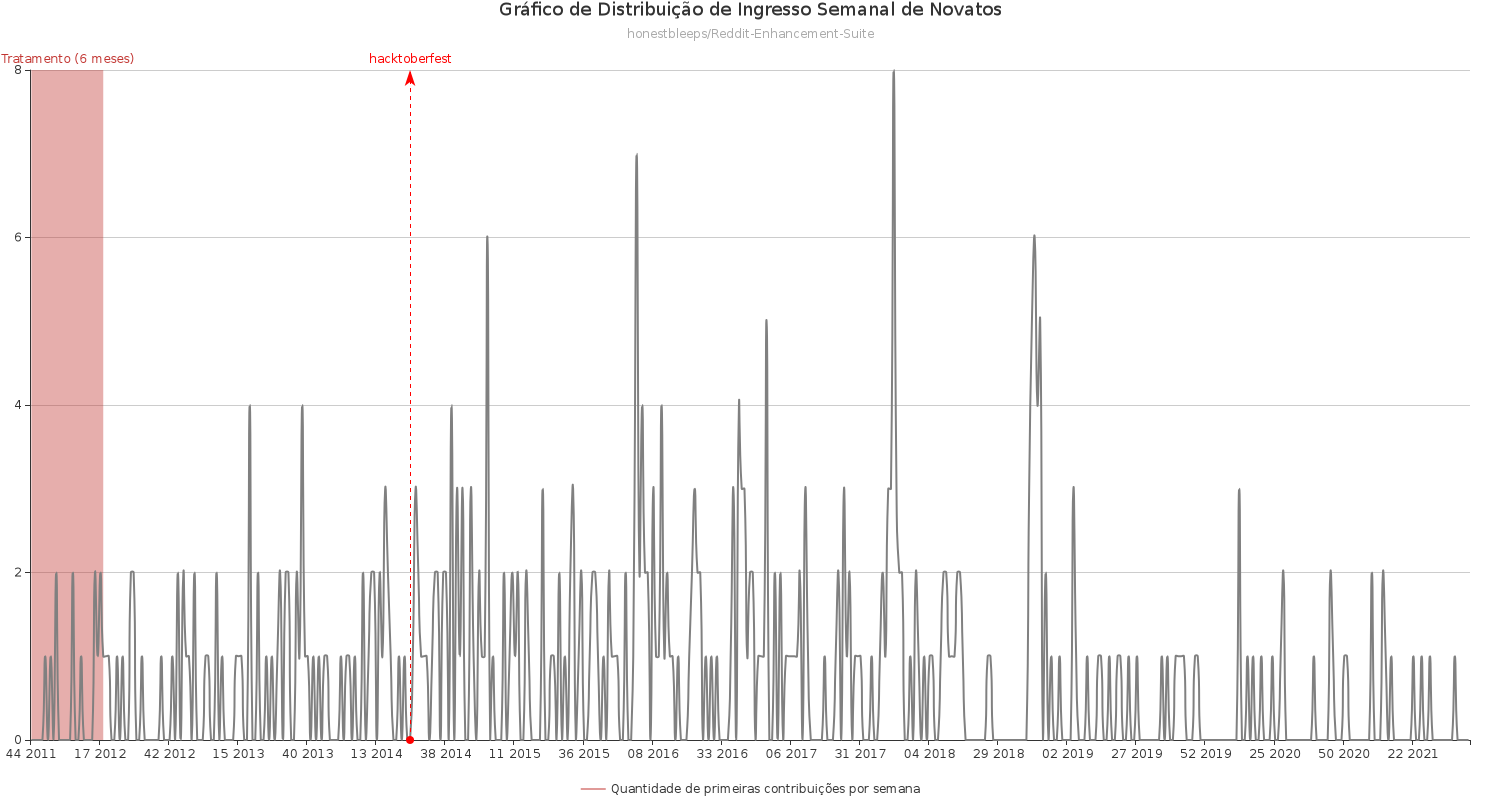 Gráfico de Distribuição de Ingresso Semanal de Novatos
honestbleeps/Reddit-Enhancement-Suite
Tratamento (6 meses)
hacktoberfest
8
6
4
2
0
44 2011 17 2012 42 2012 15 2013 40 2013 13 2014 38 2014 11 2015 36 2015 08 2016 33 2016 06 2017 31 2017 04 2018 29 2018 02 2019 27 2019 52 2019 25 2020 50 2020 22 2021
Quantidade de primeiras contribuições por semana